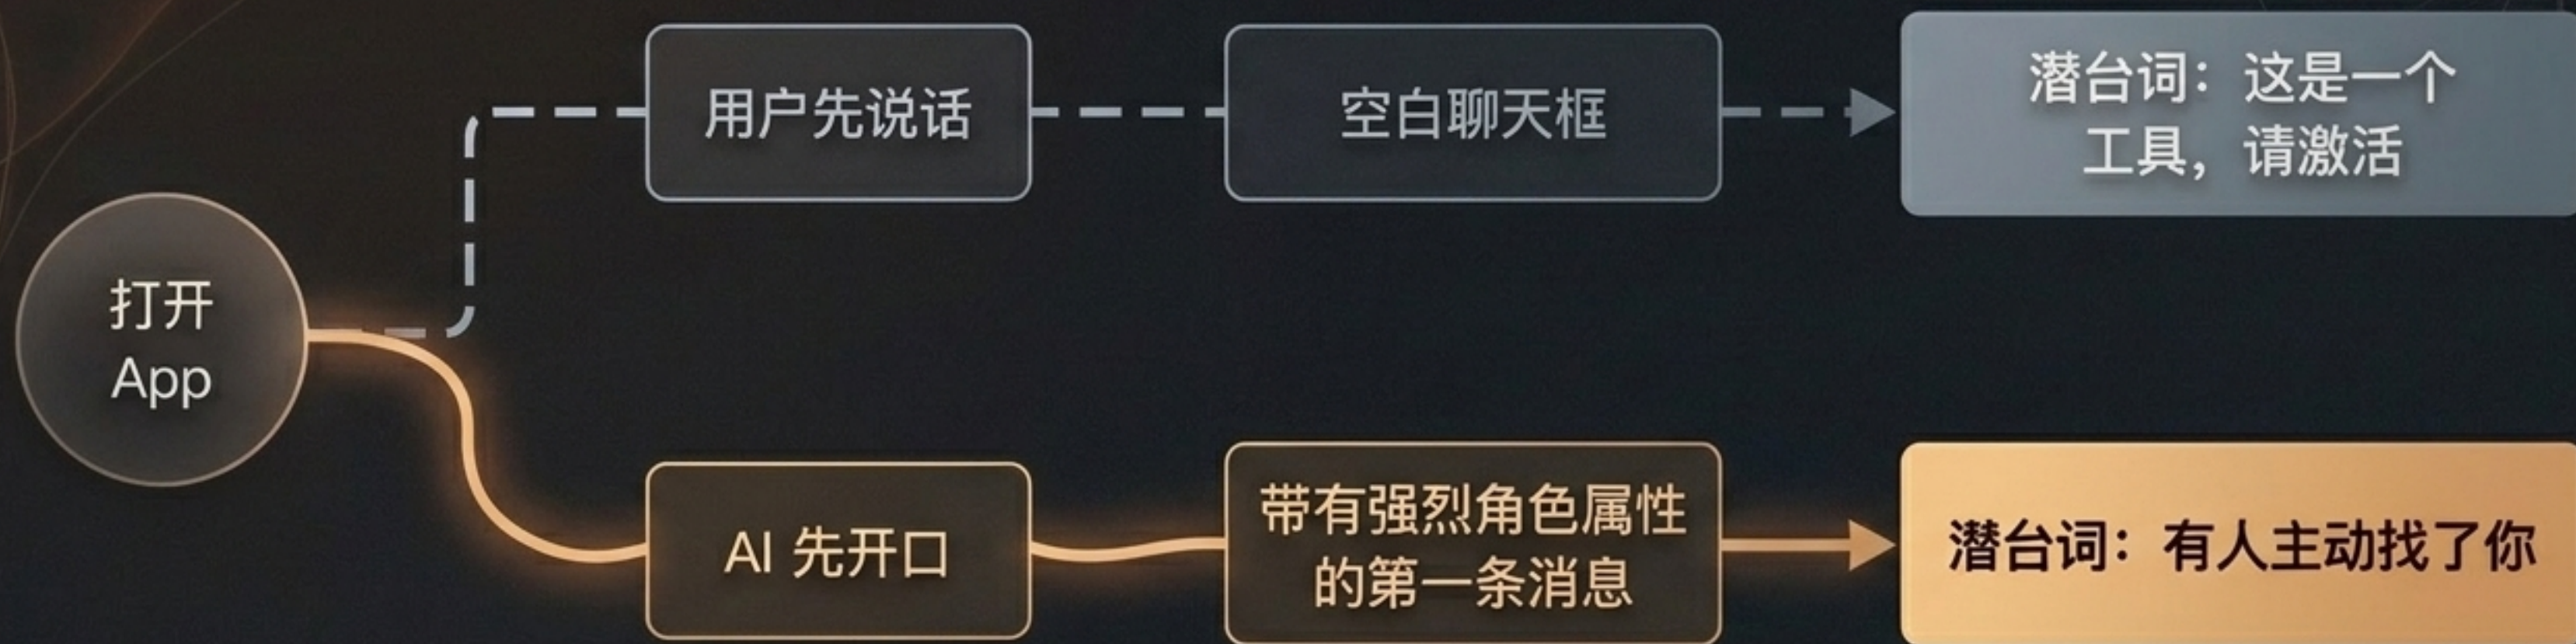 用户先说话
空白聊天框
潜台词：这是一个
工具，请激活
打开
App
AI 先开口
带有强烈角色属性
的第一条消息
潜台词：有人主动找了你